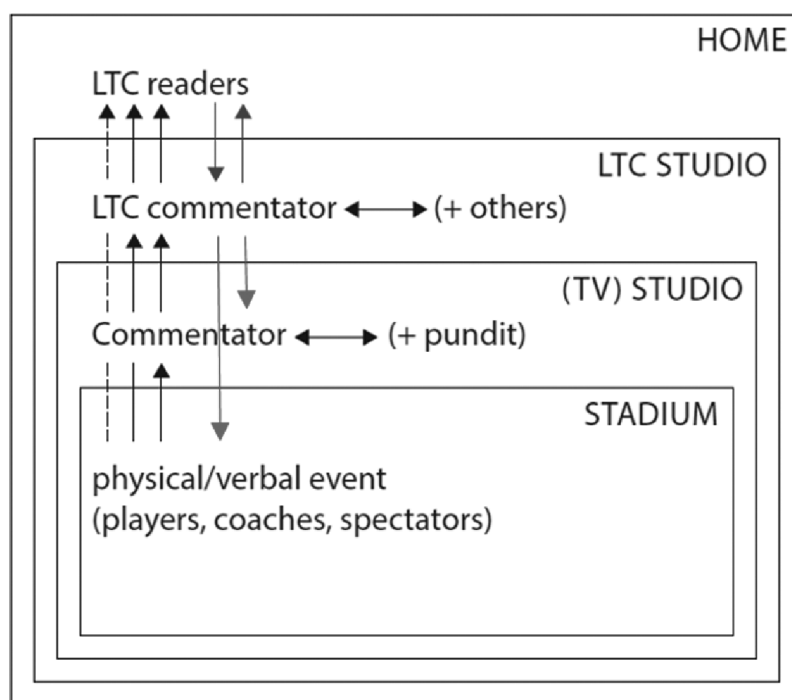 HOME
LTC readers
LTC STUDIO
LTC commentator (+ others)
(TV) STUDIO
Commentator (+ pundit)
STADIUM
physical/verbal event
(players, coaches, spectators)